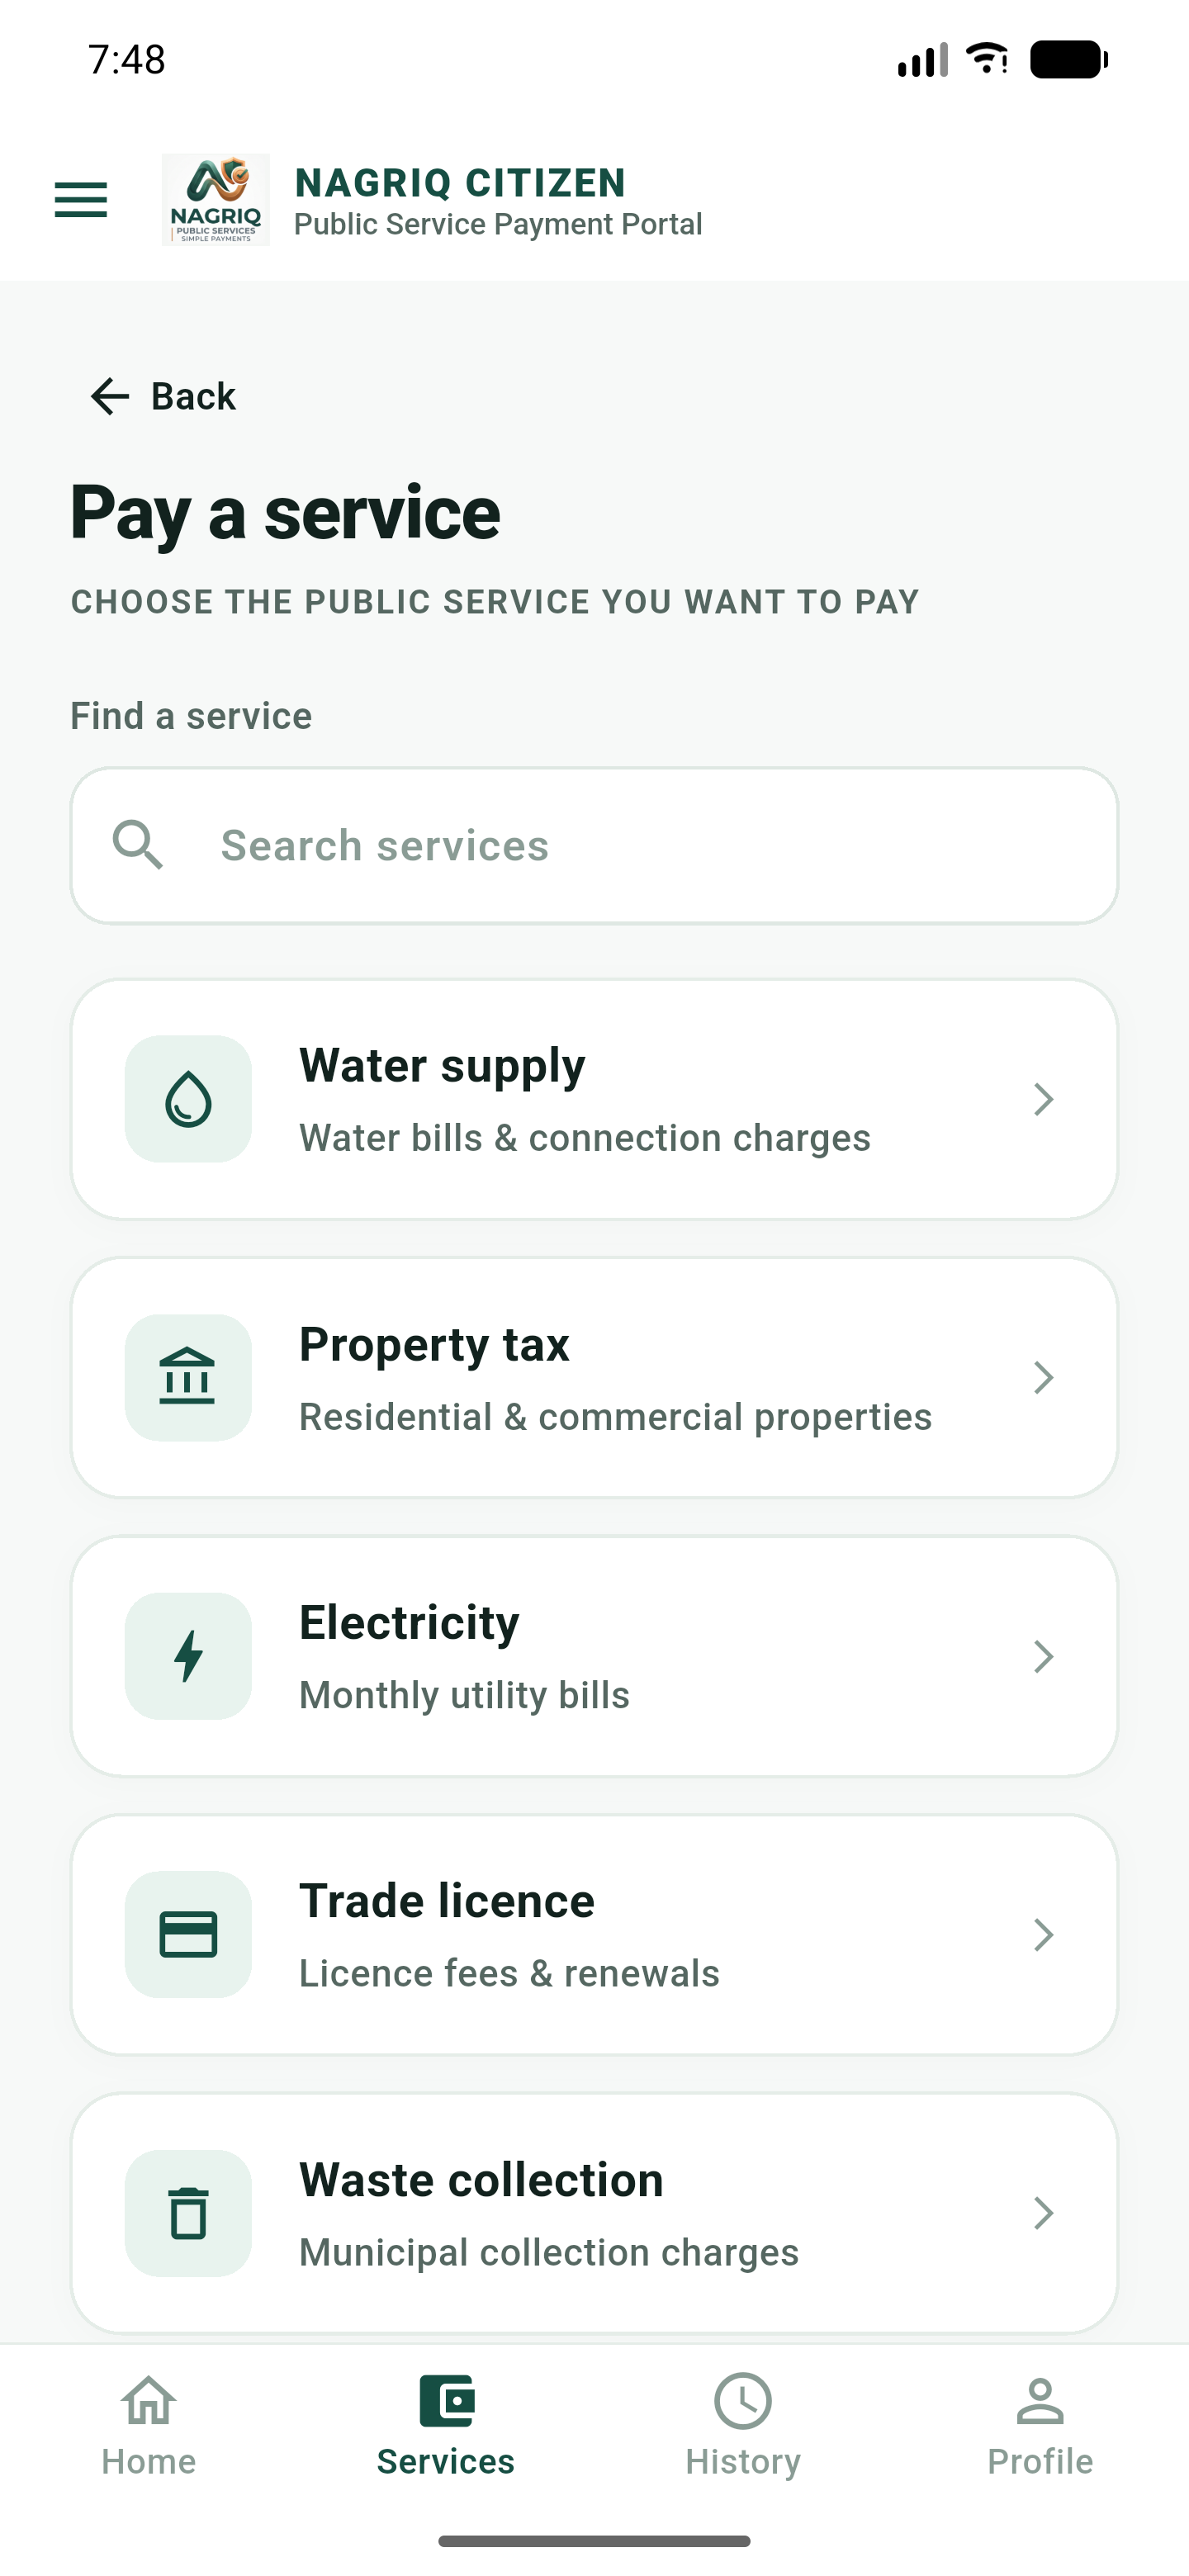 7:48
NAGRIQ
PUBLIC SERVICES
SIMPLE PAYMENTS
NAGRIQ CITIZEN
Public Service Payment Portal
Back
Pay a service
CHOOSE THE PUBLIC SERVICE YOU WANT TO PAY
Find a service
Search services
Water supply
Water bills & connection charges
Property tax
Residential & commercial properties
Electricity
Monthly utility bills
Trade licence
Licence fees & renewals
Waste collection
Municipal collection charges
Home
Services
History
Profile